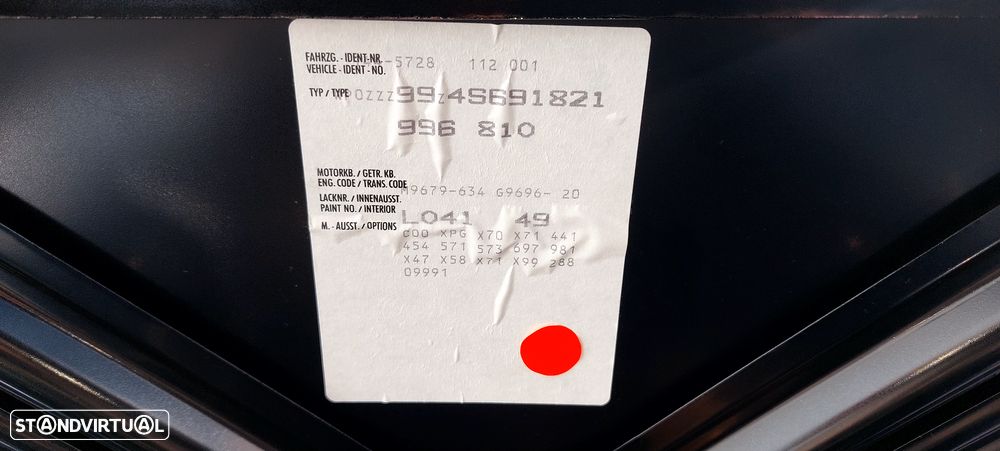 FAHRZG. - IDENT-NR. -5728 112 001
VEHICLE - IDENT - NO.
TYP / TYPE P0ZZZ99Z4S691821
996 810
MOTORKB. / GETR. KB.
ENG. CODE / TRANS. CODE M9679-634 G9696- 20
LACKNR. / INNENAUSST.
PAINT NO. / INTERIOR L041 49
M. - AUSST. / OPTIONS C00 XPG X70 X71 441
454 571 573 697 981
X47 X58 X71 X99 288
09991
STANDVIRTUAL